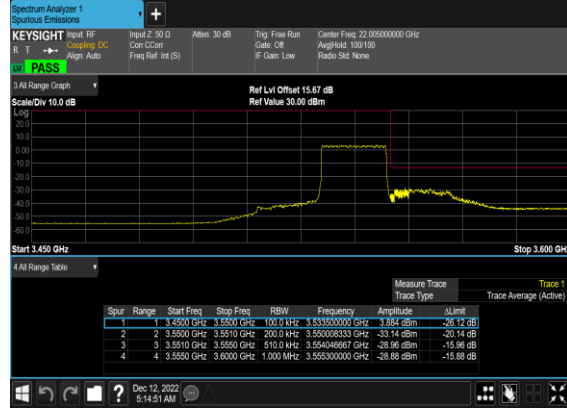 Spectrum Analyzer 1
Spurious Emissions
KEYSIGHT Input: RF Input Z: 50 Ω Atten: 30 dB Trig: Free Run Center Freq: 22.005000000 GHz
R T Coupling: DC Corr CCorr Gate: Off Avg|Hold: 100/100
Align: Auto Freq Ref: Int (S) IF Gain: Low Radio Std: None
PASS
3 All Range Graph Ref Lvl Offset 15.67 dB
Scale/Div 10.0 dB Ref Value 30.00 dBm
Log
20.0
10.0
0.00
-10.0
-20.0
-30.0
-40.0
-50.0
-60.0
Start 3.450 GHz Stop 3.600 GHz
4 All Range Table
Measure Trace Trace 1
Trace Type Trace Average (Active)
Spur Range Start Freq Stop Freq RBW Frequency Amplitude ΔLimit
1 1 3.4500 GHz 3.5500 GHz 100.0 kHz 3.533500000 GHz 3.884 dBm -26.12 dB
2 2 3.5500 GHz 3.5510 GHz 200.0 kHz 3.550008333 GHz -33.14 dBm -20.14 dB
3 3 3.5510 GHz 3.5550 GHz 510.0 kHz 3.554046667 GHz -28.96 dBm -15.96 dB
4 4 3.5550 GHz 3.6000 GHz 1.000 MHz 3.555300000 GHz -28.88 dBm -15.88 dB
Dec 12, 2022
5:14:51 AM